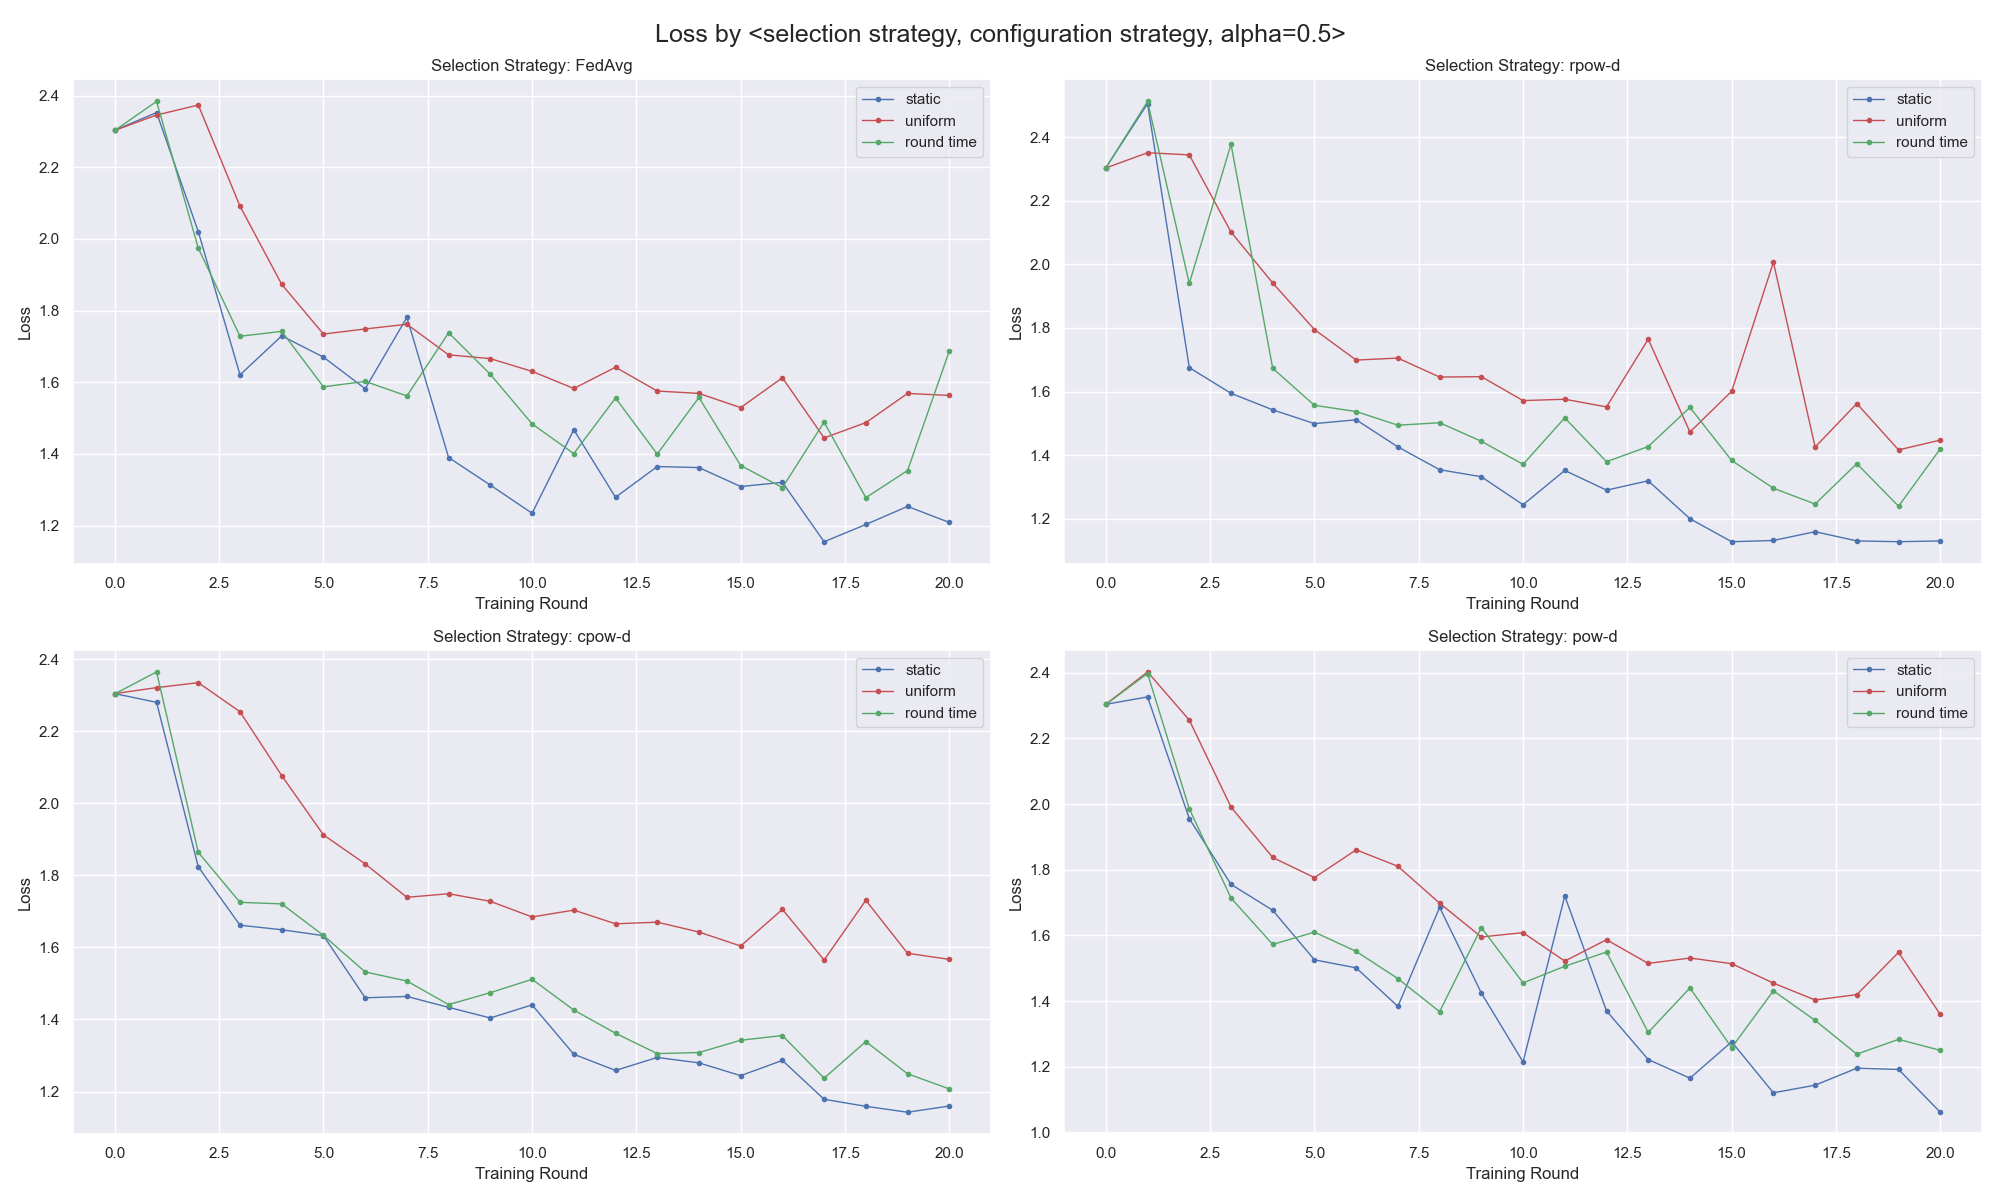 Loss by <selection strategy, configuration strategy, alpha=0.5>
Selection Strategy: FedAvg
2.4
2.2
2.0
1.8
1.6
1.4
1.2
Loss
static
uniform
round time
0.0 2.5 5.0 7.5 10.0 12.5 15.0 17.5 20.0
Training Round
Selection Strategy: rpow-d
2.4
2.2
2.0
1.8
1.6
1.4
1.2
Loss
static
uniform
round time
0.0 2.5 5.0 7.5 10.0 12.5 15.0 17.5 20.0
Training Round
Selection Strategy: cpow-d
2.4
2.2
2.0
1.8
1.6
1.4
1.2
Loss
static
uniform
round time
0.0 2.5 5.0 7.5 10.0 12.5 15.0 17.5 20.0
Training Round
Selection Strategy: pow-d
2.4
2.2
2.0
1.8
1.6
1.4
1.2
1.0
Loss
static
uniform
round time
0.0 2.5 5.0 7.5 10.0 12.5 15.0 17.5 20.0
Training Round